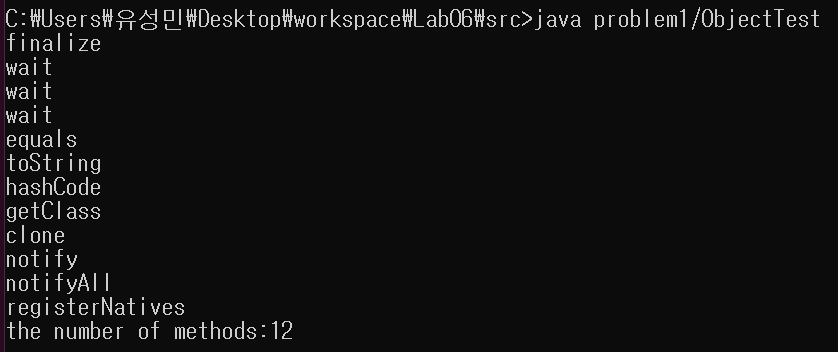 C:₩Users₩유성민₩Desktop₩workspace₩Lab06₩src>java problem1/ObjectTest
finalize
wait
wait
wait
equals
toString
hashCode
getClass
clone
notify
notifyAll
registerNatives
the number of methods:12